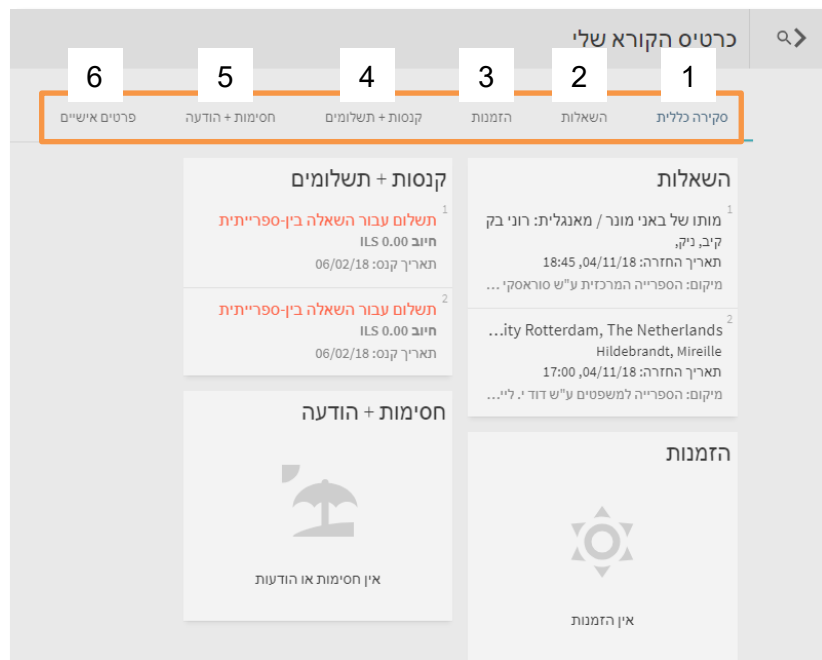 כרטיס הקורא שלי
1
2
3
4
5
6
סקירה כללית
השאלות
הזמנות
קנסות + תשלומים
חסימות + הודעה
פרטים אישיים
השאלות
1
מותו של באני מונר / מאנגלית: רוני בק
קיב, ניק,
תאריך החזרה: 04/11/18, 18:45
מיקום: הספרייה המרכזית ע"ש סוראסקי ...
2
...ity Rotterdam, The Netherlands
Hildebrandt, Mireille
תאריך החזרה: 04/11/18, 17:00
מיקום: הספרייה למשפטים ע"ש דוד י. ליי...
הזמנות
אין הזמנות
קנסות + תשלומים
1
תשלום עבור השאלה בין-ספרייתית
חיוב ILS 0.00
תאריך קנס: 06/02/18
2
תשלום עבור השאלה בין-ספרייתית
חיוב ILS 0.00
תאריך קנס: 06/02/18
חסימות + הודעה
אין חסימות או הודעות